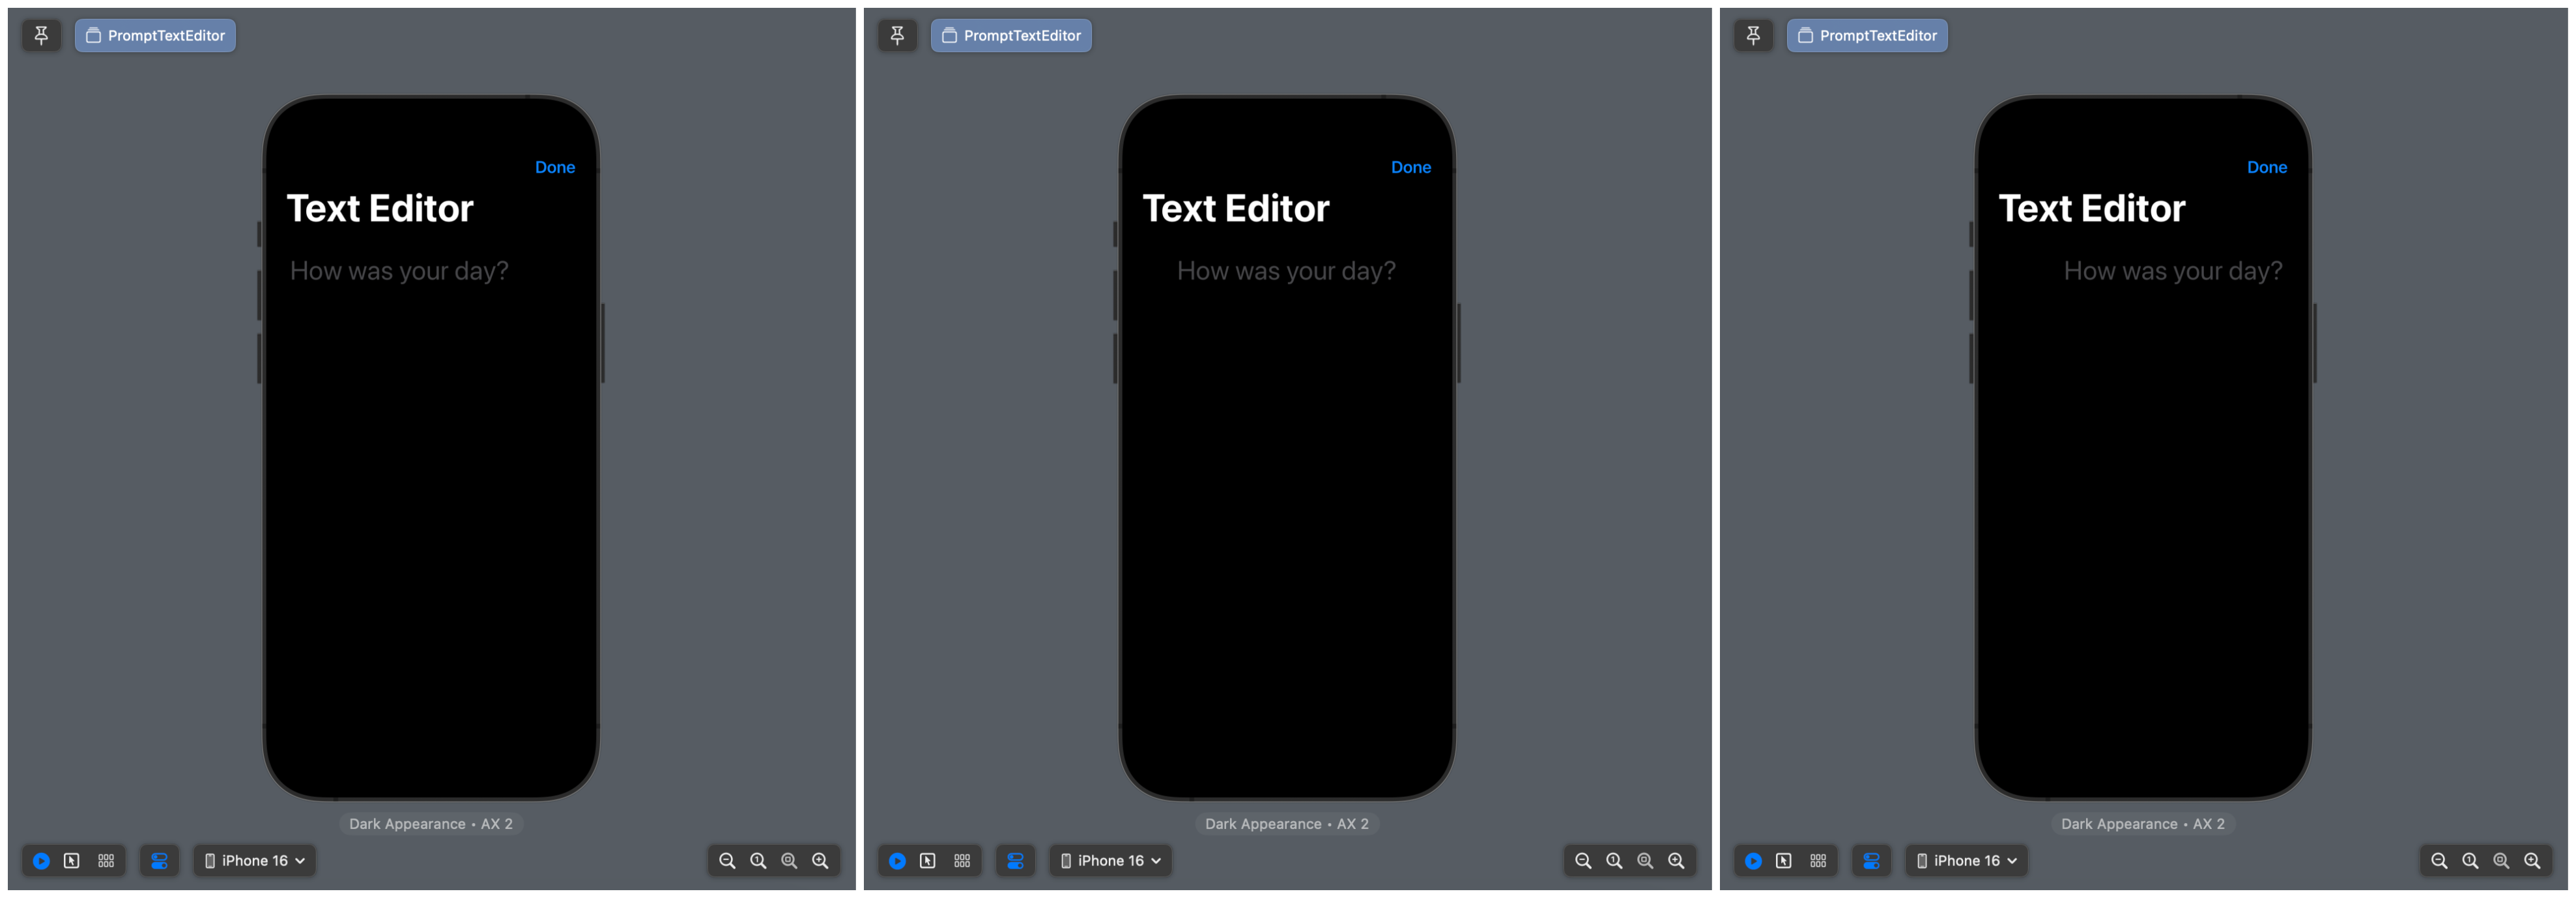 PromptTextEditor
Done
Text Editor
How was your day?
Dark Appearance • AX 2
iPhone 16
PromptTextEditor
Done
Text Editor
How was your day?
Dark Appearance • AX 2
iPhone 16
PromptTextEditor
Done
Text Editor
How was your day?
Dark Appearance • AX 2
iPhone 16